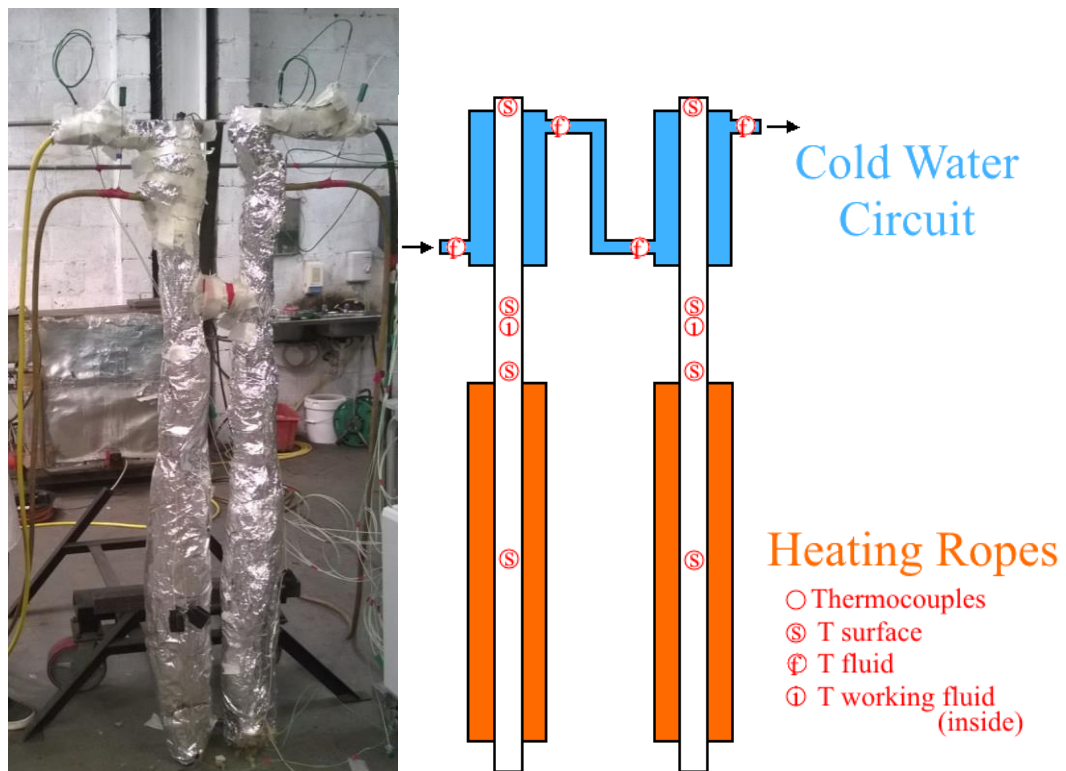 S
S
f
f
Cold Water
Circuit
f
f
S
S
i
i
S
S
S
S
Heating Ropes
Thermocouples
S T surface
f T fluid
i T working fluid
(inside)